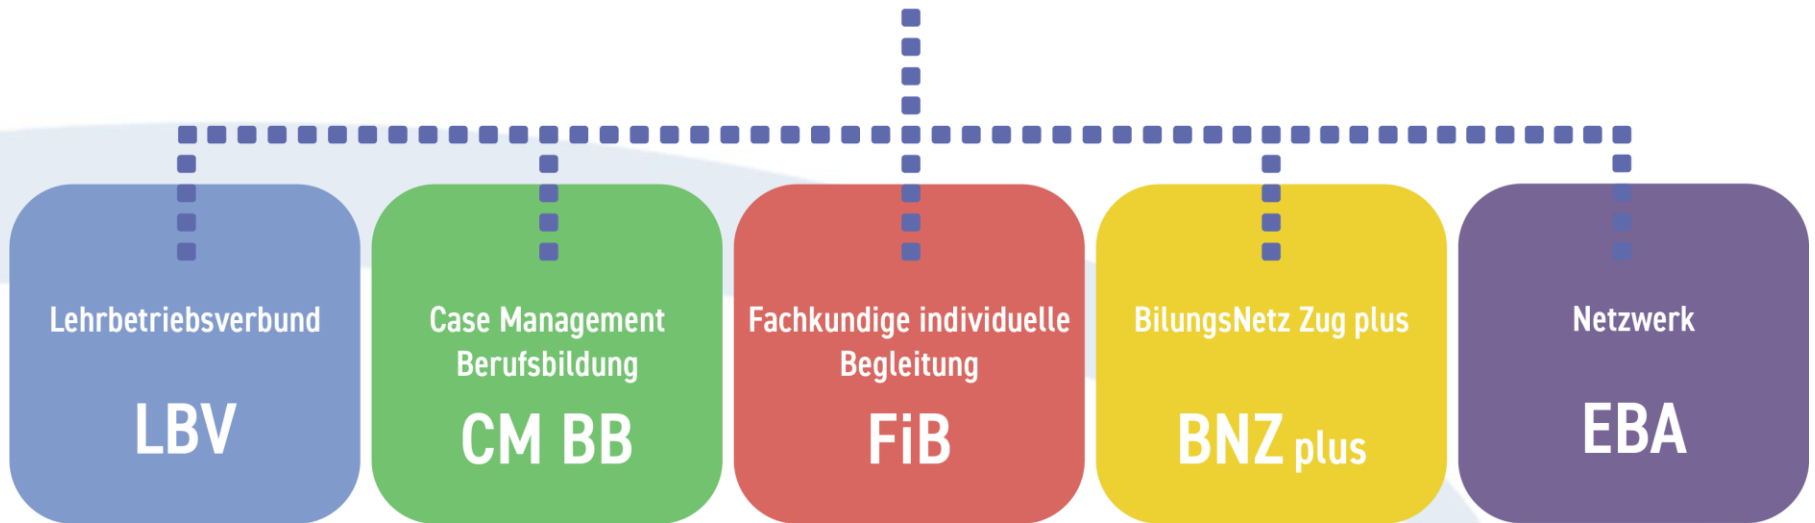 Lehrbetriebsverbund
LBV
Case Management
Berufsbildung
CM BB
Fachkundige individuelle
Begleitung
FiB
BilungsNetz Zug plus
BNZ plus
Netzwerk
EBA